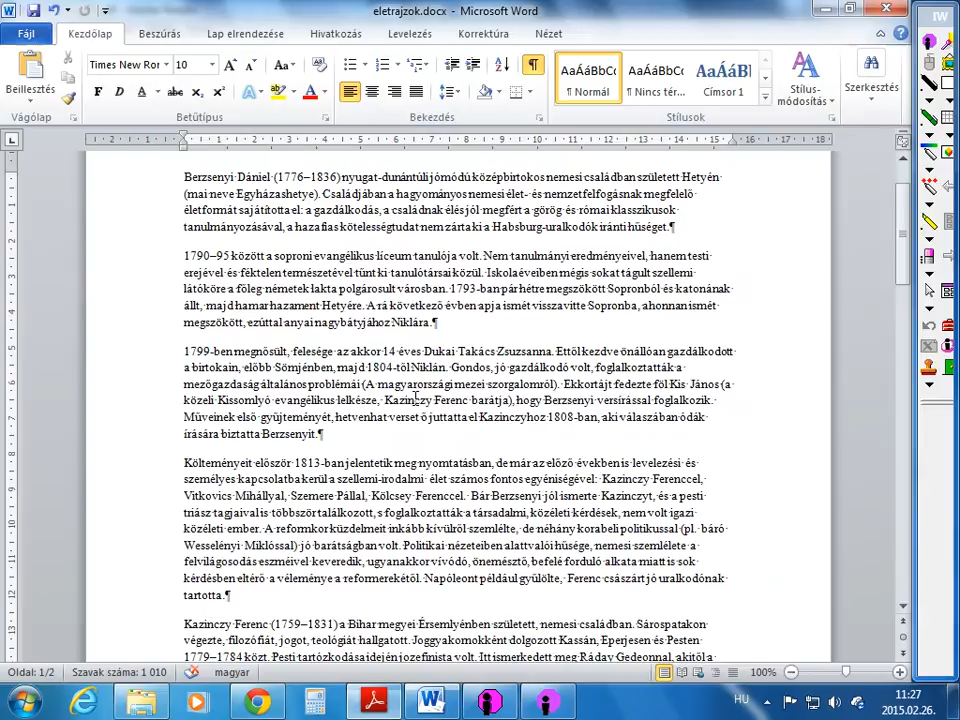 eletrajzok.docx - Microsoft Word
Fájl Kezdőlap Beszúrás Lap elrendezése Hivatkozás Levelezés Korrektúra Nézet
Times New Ror 10
Beillesztés
AaBbCc AaBbCc AaBb
¶ Normál ¶ Nincs tér... Címsor 1
Stílus-
módosítás
Szerkesztés
Vágólap Betűtípus Bekezdés Stílusok
Berzsenyi Dániel (1776–1836) nyugat-dunántúli jómódú középbirtokos nemesi családban született Hetyén
(mai neve Egyházashetye). Családjában a hagyományos nemesi élet- és nemzetfelfogásnak megfelelő
életformát sajátította el: a gazdálkodás, a családnak élés jól megfért a görög és római klasszikusok
tanulmányozásával, a hazafias kötelességtudat nem zárta ki a Habsburg-uralkodók iránti hűséget.¶
1790–95 között a soproni evangélikus líceum tanulója volt. Nem tanulmányi eredményeivel, hanem testi
erejével és féktelen természetével tűnt ki tanulótársai közül. Iskolaéveiben mégis sokat tágult szellemi
látóköre a főleg németek lakta polgárosult városban. 1793-ban pár hétre megszökött Sopronból és katonának
állt, majd hamar hazament Hetyére. A rá következő évben apja ismét visszavitte Sopronba, ahonnan ismét
megszökött, ezúttal anyai nagybátyjához Niklára.¶
1799-ben megnősült, felesége az akkor 14 éves Dukai Takács Zsuzsanna. Ettől kezdve önállóan gazdálkodott
a birtokain, előbb Sömjénben, majd 1804-től Niklán. Gondos, jó gazdálkodó volt, foglalkoztatták a
mezőgazdaság általános problémái (A magyarországi mezei szorgalomról). Ekkortájt fedezte föl Kis János (a
közeli Kissomlyó evangélikus lelkésze, Kazinczy Ferenc barátja), hogy Berzsenyi versírással foglalkozik.
Műveinek első gyűjteményét, hetvenhat verset ő juttatta el Kazinczyhoz 1808-ban, aki válaszában ódák
írására biztatta Berzsenyit.¶
Költeményeit először 1813-ban jelentetik meg nyomtatásban, de már az előző években is levelezési és
személyes kapcsolatba kerül a szellemi-irodalmi élet számos fontos egyéniségével: Kazinczy Ferenccel,
Vitkovics Mihállyal, Szemere Pállal, Kölcsey Ferenccel. Bár Berzsenyi jól ismerte Kazinczyt, és a pesti
triász tagjaival is többször találkozott, s foglalkoztatták a társadalmi, közéleti kérdések, nem volt igazi
közéleti ember. A reformkor küzdelmeit inkább kívülről szemlélte, de néhány korabeli politikussal (pl. báró
Wesselényi Miklóssal) jó barátságban volt. Politikai nézeteiben alattvalói hűsége, nemesi szemlélete a
felvilágosodás eszméivel keveredik, ugyanakkor vívódó, önemésztő, befelé forduló alkata miatt is sok
kérdésben eltérő a véleménye a reformerekétől. Napóleont például gyűlölte, Ferenc császárt jó uralkodónak
tartotta.¶
Kazinczy Ferenc (1759–1831) a Bihar megyei Érsemlyénben született, nemesi családban. Sárospatakon
végezte, filozófiát, jogot, teológiát hallgatott. Joggyakornokként dolgozott Kassán, Eperjesen és Pesten
1779–1784 közt. Pesti tartózkodása idején jozefinista volt. Itt ismerkedett meg Ráday Gedeonnal, akitől a
Oldal: 1/2 Szavak száma: 1 010 magyar 100%
HU 11:27
2015.02.26.